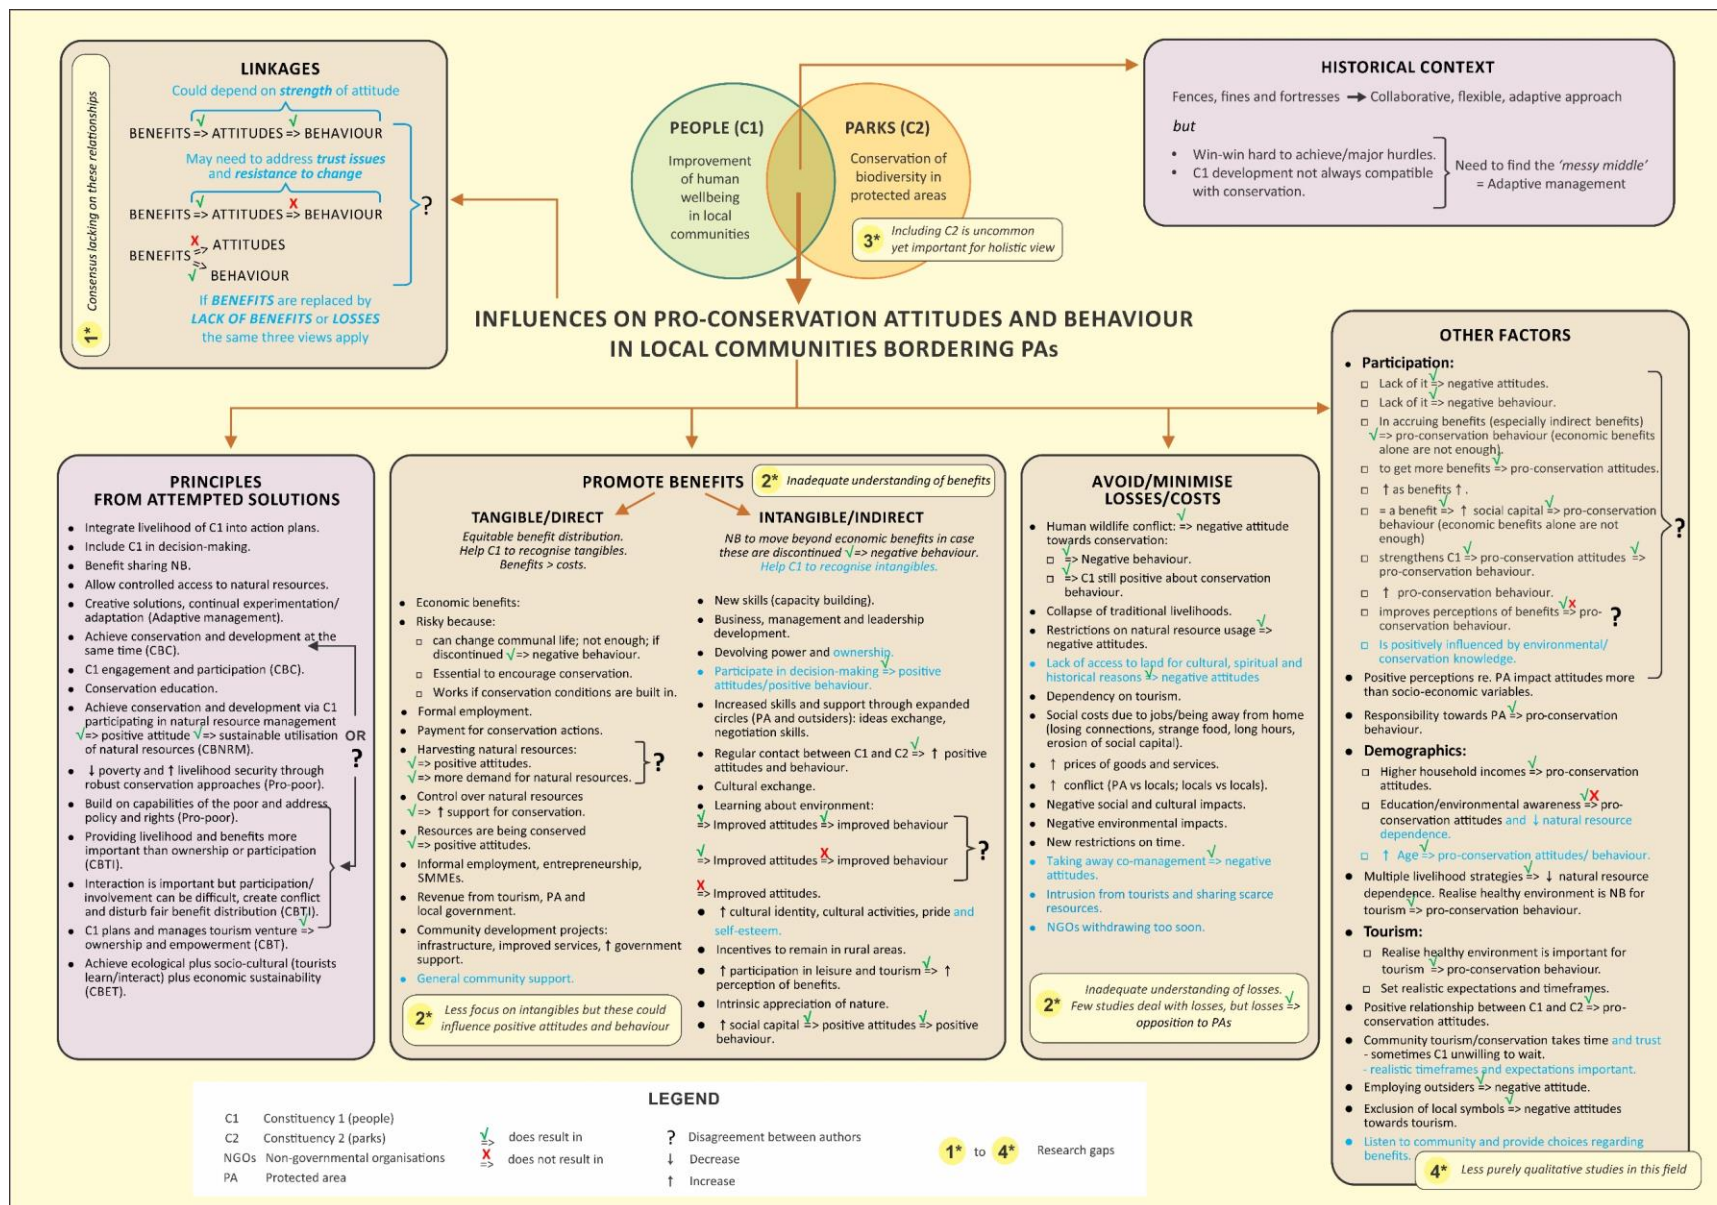 LINKAGES
1* Consensus lacking on these relationships
Could depend on strength of attitude
BENEFITS √=> ATTITUDES √=> BEHAVIOUR
May need to address trust issues
and resistance to change
BENEFITS √=> ATTITUDES X=> BEHAVIOUR
BENEFITS X=> ATTITUDES
√=> BEHAVIOUR
?
If BENEFITS are replaced by
LACK OF BENEFITS or LOSSES
the same three views apply
PEOPLE (C1)
Improvement
of human
wellbeing
in local
communities
PARKS (C2)
Conservation of
biodiversity in
protected areas
3* Including C2 is uncommon
yet important for holistic view
HISTORICAL CONTEXT
Fences, fines and fortresses → Collaborative, flexible, adaptive approach
but
• Win-win hard to achieve/major hurdles.
• C1 development not always compatible
with conservation.
Need to find the 'messy middle'
= Adaptive management
INFLUENCES ON PRO-CONSERVATION ATTITUDES AND BEHAVIOUR
IN LOCAL COMMUNITIES BORDERING PAs
PRINCIPLES
FROM ATTEMPTED SOLUTIONS
• Integrate livelihood of C1 into action plans.
• Include C1 in decision-making.
• Benefit sharing NB.
• Allow controlled access to natural resources.
• Creative solutions, continual experimentation/
adaptation (Adaptive management).
• Achieve conservation and development at the
same time (CBC).
• C1 engagement and participation (CBC).
• Conservation education.
• Achieve conservation and development via C1
participating in natural resource management
√=> positive attitude √=> sustainable utilisation
of natural resources (CBNRM).
OR
?
• ↓ poverty and ↑ livelihood security through
robust conservation approaches (Pro-poor).
• Build on capabilities of the poor and address
policy and rights (Pro-poor).
• Providing livelihood and benefits more
important than ownership or participation
(CBTI).
• Interaction is important but participation/
involvement can be difficult, create conflict
and disturb fair benefit distribution (CBTI).
• C1 plans and manages tourism venture √=>
ownership and empowerment (CBT).
• Achieve ecological plus socio-cultural (tourists
learn/interact) plus economic sustainability
(CBET).
PROMOTE BENEFITS
2* Inadequate understanding of benefits
TANGIBLE/DIRECT
Equitable benefit distribution.
Help C1 to recognise tangibles.
Benefits > costs.
• Economic benefits:
• Risky because:
□ can change communal life; not enough; if
discontinued √=> negative behaviour.
□ Essential to encourage conservation.
□ Works if conservation conditions are built in.
• Formal employment.
• Payment for conservation actions.
• Harvesting natural resources:
√=> positive attitudes.
√=> more demand for natural resources.
?
• Control over natural resources
√=> ↑ support for conservation.
• Resources are being conserved
√=> positive attitudes.
• Informal employment, entrepreneurship,
SMMEs.
• Revenue from tourism, PA and
local government.
• Community development projects:
infrastructure, improved services, ↑ government
support.
• General community support.
2* Less focus on intangibles but these could
influence positive attitudes and behaviour
INTANGIBLE/INDIRECT
NB to move beyond economic benefits in case
these are discontinued √=> negative behaviour.
Help C1 to recognise intangibles.
• New skills (capacity building).
• Business, management and leadership
development.
• Devolving power and ownership.
• Participate in decision-making √=> positive
attitudes/positive behaviour.
• Increased skills and support through expanded
circles (PA and outsiders): ideas exchange,
negotiation skills.
• Regular contact between C1 and C2 √=> ↑ positive
attitudes and behaviour.
• Cultural exchange.
• Learning about environment:
√=> Improved attitudes √=> improved behaviour
√=> Improved attitudes X=> improved behaviour
?
X=> Improved attitudes.
• ↑ cultural identity, cultural activities, pride and
self-esteem.
• Incentives to remain in rural areas.
• ↑ participation in leisure and tourism √=> ↑
perception of benefits.
• Intrinsic appreciation of nature.
• ↑ social capital √=> positive attitudes √=> positive
behaviour.
AVOID/MINIMISE
LOSSES/COSTS
• Human wildlife conflict: √=> negative attitude
towards conservation:
□ √=> Negative behaviour.
□ √=> C1 still positive about conservation
behaviour.
• Collapse of traditional livelihoods.
• Restrictions on natural resource usage √=>
negative attitudes.
• Lack of access to land for cultural, spiritual and
historical reasons √=> negative attitudes
• Dependency on tourism.
• Social costs due to jobs/being away from home
(losing connections, strange food, long hours,
erosion of social capital).
• ↑ prices of goods and services.
• ↑ conflict (PA vs locals; locals vs locals).
• Negative social and cultural impacts.
• Negative environmental impacts.
• New restrictions on time.
• Taking away co-management √=> negative
attitudes.
• Intrusion from tourists and sharing scarce
resources.
• NGOs withdrawing too soon.
2* Inadequate understanding of losses.
Few studies deal with losses, but losses √=>
opposition to PAs
OTHER FACTORS
• Participation:
□ Lack of it √=> negative attitudes.
□ Lack of it √=> negative behaviour.
□ In accruing benefits (especially indirect benefits)
√=> pro-conservation behaviour (economic benefits
alone are not enough).
□ to get more benefits √=> pro-conservation attitudes.
□ ↑ as benefits ↑ .
□ = a benefit √=> ↑ social capital √=> pro-conservation
behaviour (economic benefits alone are not
enough)
□ strengthens C1 √=> pro-conservation attitudes √=>
pro-conservation behaviour.
□ ↑ pro-conservation behaviour.
□ improves perceptions of benefits √X=> pro-
conservation behaviour.
?
□ Is positively influenced by environmental/
conservation knowledge.
• Positive perceptions re. PA impact attitudes more
than socio-economic variables.
?
• Responsibility towards PA √=> pro-conservation
behaviour.
• Demographics:
□ Higher household incomes √=> pro-conservation
attitudes.
□ Education/environmental awareness √X=> pro-
conservation attitudes and ↓ natural resource
dependence.
□ ↑ Age √=> pro-conservation attitudes/ behaviour.
• Multiple livelihood strategies √=> ↓ natural resource
dependence. Realise healthy environment is NB for
tourism √=> pro-conservation behaviour.
• Tourism:
□ Realise healthy environment is important for
tourism √=> pro-conservation behaviour.
□ Set realistic expectations and timeframes.
• Positive relationship between C1 and C2 √=> pro-
conservation attitudes.
• Community tourism/conservation takes time and trust
- sometimes C1 unwilling to wait.
- realistic timeframes and expectations important.
• Employing outsiders √=> negative attitude.
• Exclusion of local symbols √=> negative attitudes
towards tourism.
• Listen to community and provide choices regarding
benefits.
4* Less purely qualitative studies in this field
LEGEND
C1 Constituency 1 (people)
C2 Constituency 2 (parks)
NGOs Non-governmental organisations
PA Protected area
√=> does result in
X=> does not result in
? Disagreement between authors
↓ Decrease
↑ Increase
1* to 4* Research gaps